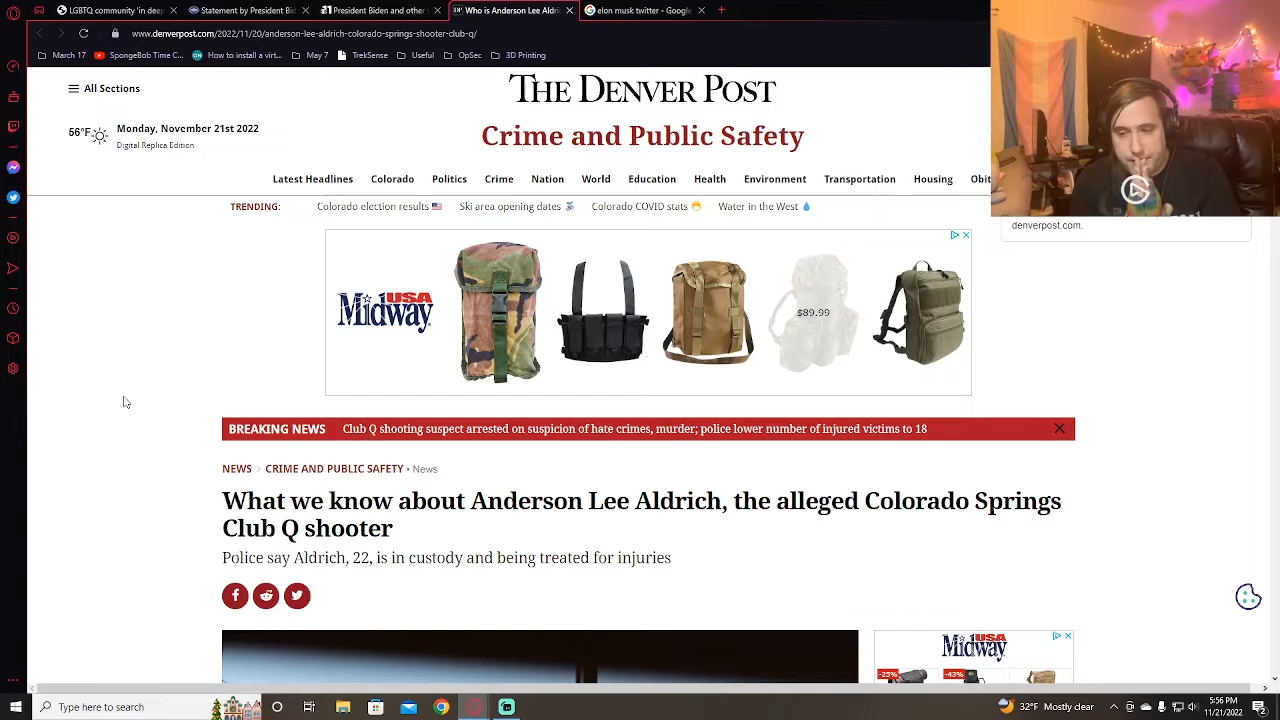 LGBTQ community 'in deep
Statement by President Bi
President Biden and other
Who is Anderson Lee Aldri
elon musk twitter - Google
www.denverpost.com/2022/11/20/anderson-lee-aldrich-colorado-springs-shooter-club-q/
March 17
SpongeBob Time C...
How to install a virt...
May 7
TrekSense
Useful
OpSec
3D Printing
All Sections
THE DENVER POST
56°F
Monday, November 21st 2022
Digital Replica Edition
Crime and Public Safety
Latest Headlines Colorado Politics Crime Nation World Education Health Environment Transportation Housing Obit
TRENDING: Colorado election results Ski area opening dates Colorado COVID stats Water in the West
denverpost.com.
Midway USA
$89.99
BREAKING NEWS Club Q shooting suspect arrested on suspicion of hate crimes, murder; police lower number of injured victims to 18
NEWS > CRIME AND PUBLIC SAFETY • News
What we know about Anderson Lee Aldrich, the alleged Colorado Springs
Club Q shooter
Police say Aldrich, 22, is in custody and being treated for injuries
Midway USA
-25%
-43%
Type here to search
32°F Mostly clear
5:56 PM
11/21/2022